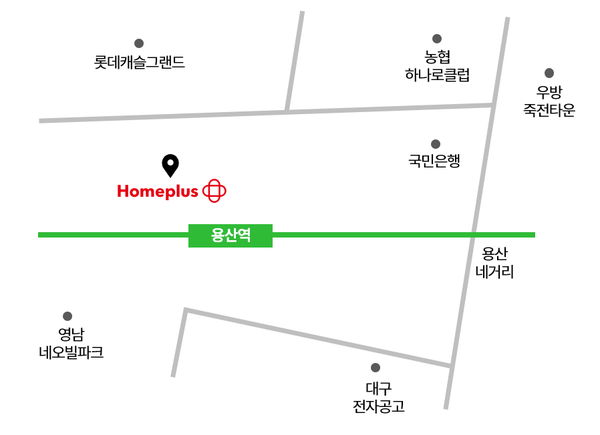 롯데캐슬그랜드
농협
하나로클럽
우방
죽전타운
국민은행
Homeplus
용산역
용산
네거리
영남
네오빌파크
대구
전자공고